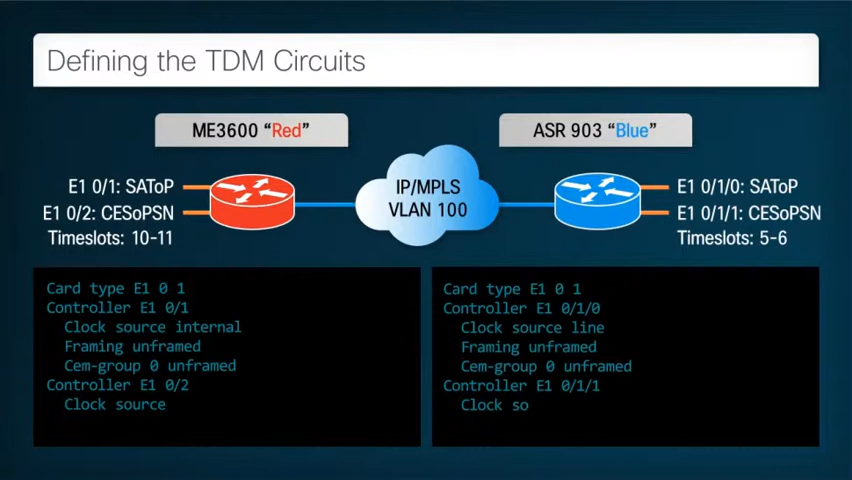 Defining the TDM Circuits
ME3600 “Red”
ASR 903 “Blue”
E1 0/1: SAToP
E1 0/2: CESoPSN
Timeslots: 10-11
IP/MPLS
VLAN 100
E1 0/1/0: SAToP
E1 0/1/1: CESoPSN
Timeslots: 5-6
Card type E1 0 1
Controller E1 0/1
Clock source internal
Framing unframed
Cem-group 0 unframed
Controller E1 0/2
Clock source
Card type E1 0 1
Controller E1 0/1/0
Clock source line
Framing unframed
Cem-group 0 unframed
Controller E1 0/1/1
Clock so